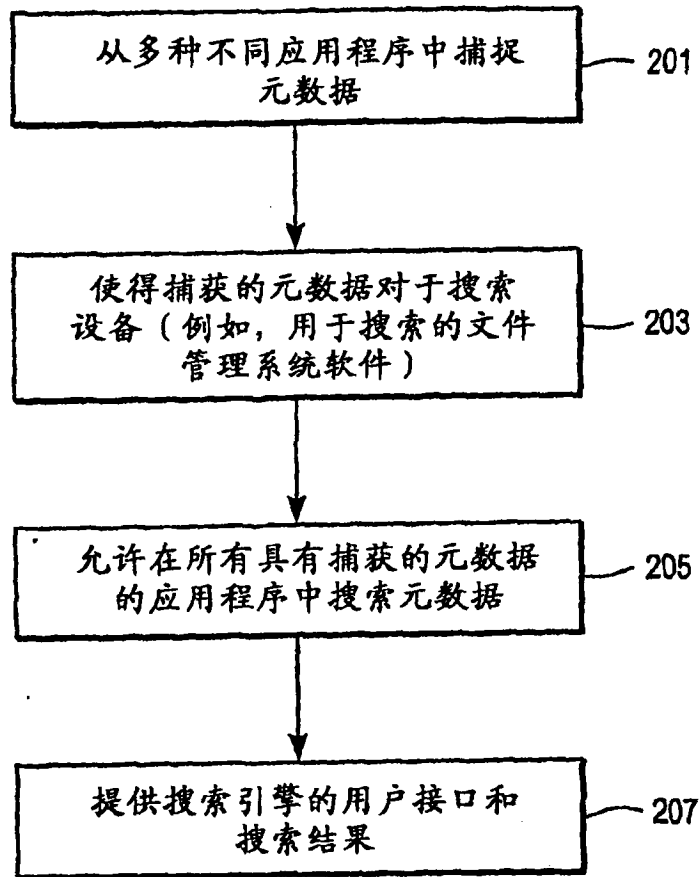 从多种不同应用程序中捕捉
元数据
201
使得捕获的元数据对于搜索
设备（例如，用于搜索的文件
管理系统软件）
203
允许在所有具有捕获的元数据
的应用程序中搜索元数据
205
提供搜索引擎的用户接口和
搜索结果
207